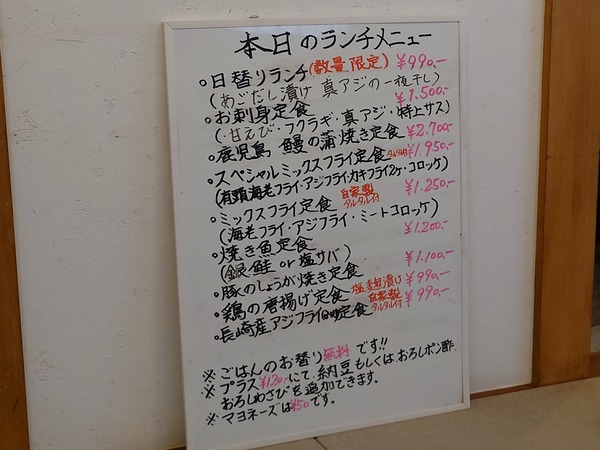 本日のランチメニュー
○日替りランチ(数量限定) ¥990.-
(あごだし漬け 真アジの一夜干し)
○お刺身定食 ¥1,500.-
(・甘えび・フクラギ・真アジ・特上サス)
○鹿児島 鰻の蒲焼き定食 ¥2,700.-
○スペシャルミックスフライ定食 タルタル付 ¥1,950.-
(有頭海老フライ・アジフライ・カキフライ2ヶ・コロッケ)
○ミックスフライ定食 自家製タルタル付 ¥1,250.-
(海老フライ・アジフライ・ミートコロッケ)
○焼き魚定食 ¥1,200.-
(銀鮭 or 塩サバ)
○豚のしょうが焼き定食 ¥1,100.-
○鶏の唐揚げ定食 塩麹漬け ¥990.-
○長崎産アジフライ定食 自家製タルタル付 ¥990.-
※ごはんのお替り無料です!!
※プラス¥120.-にて、納豆もしくは、おろしポン酢、
おろしわさびを追加できます。
※マヨネーズは¥50です。